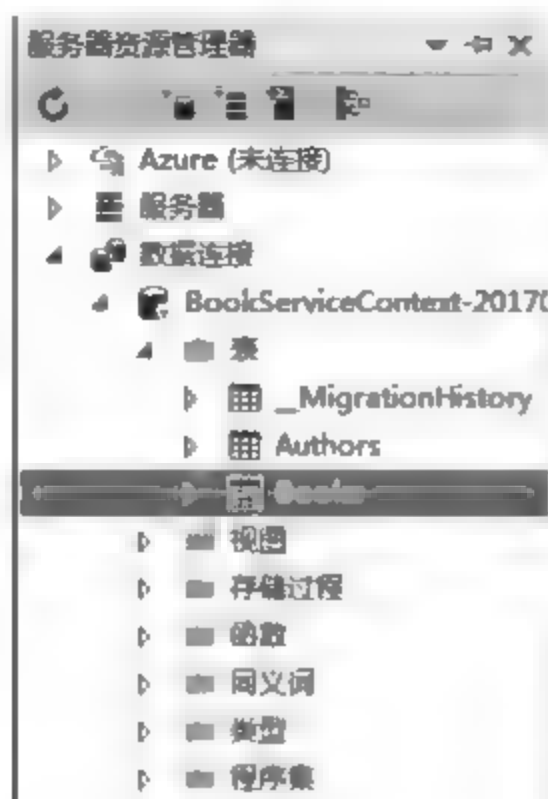 服务器资源管理器
Azure (未连接)
服务器
数据连接
BookServiceContext-20170
表
__MigrationHistory
Authors
Books
视图
存储过程
函数
同义词
类型
程序集